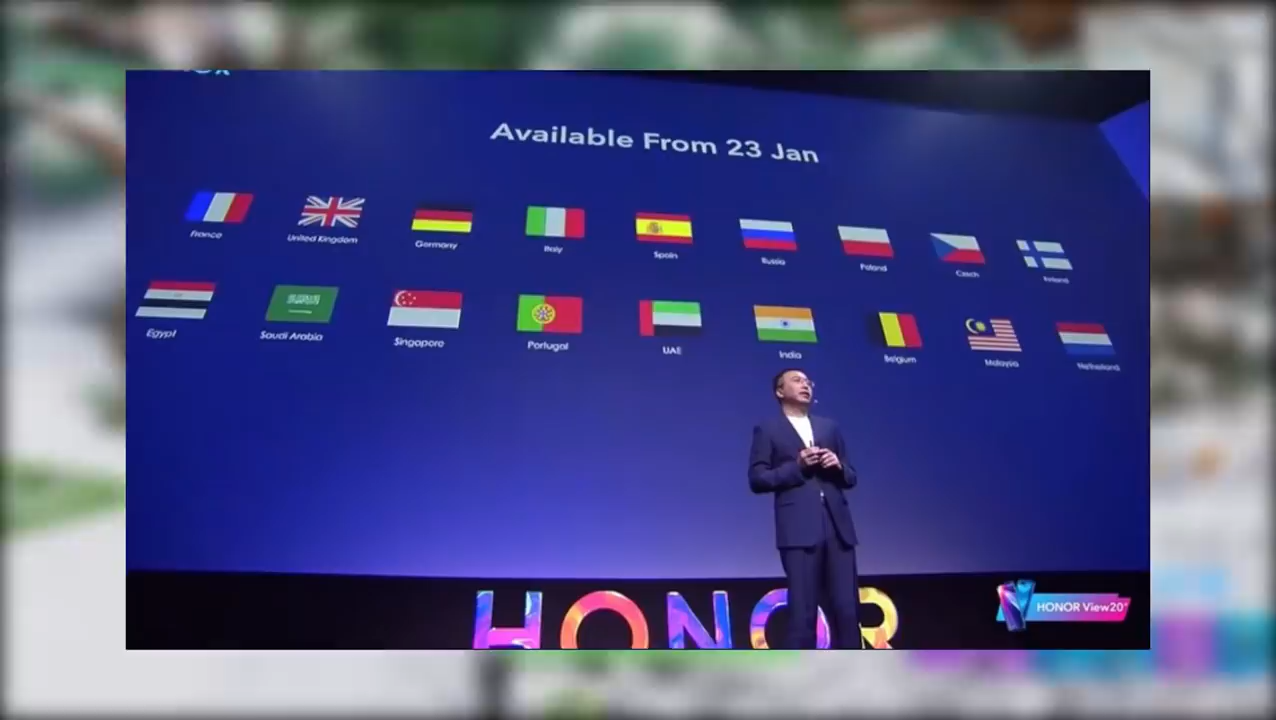 Available From 23 Jan
France United Kingdom Germany Italy Spain Russia Poland Czech Finland
Egypt Saudi Arabia Singapore Portugal UAE India Belgium Malaysia Netherland
HONOR
HONOR View20